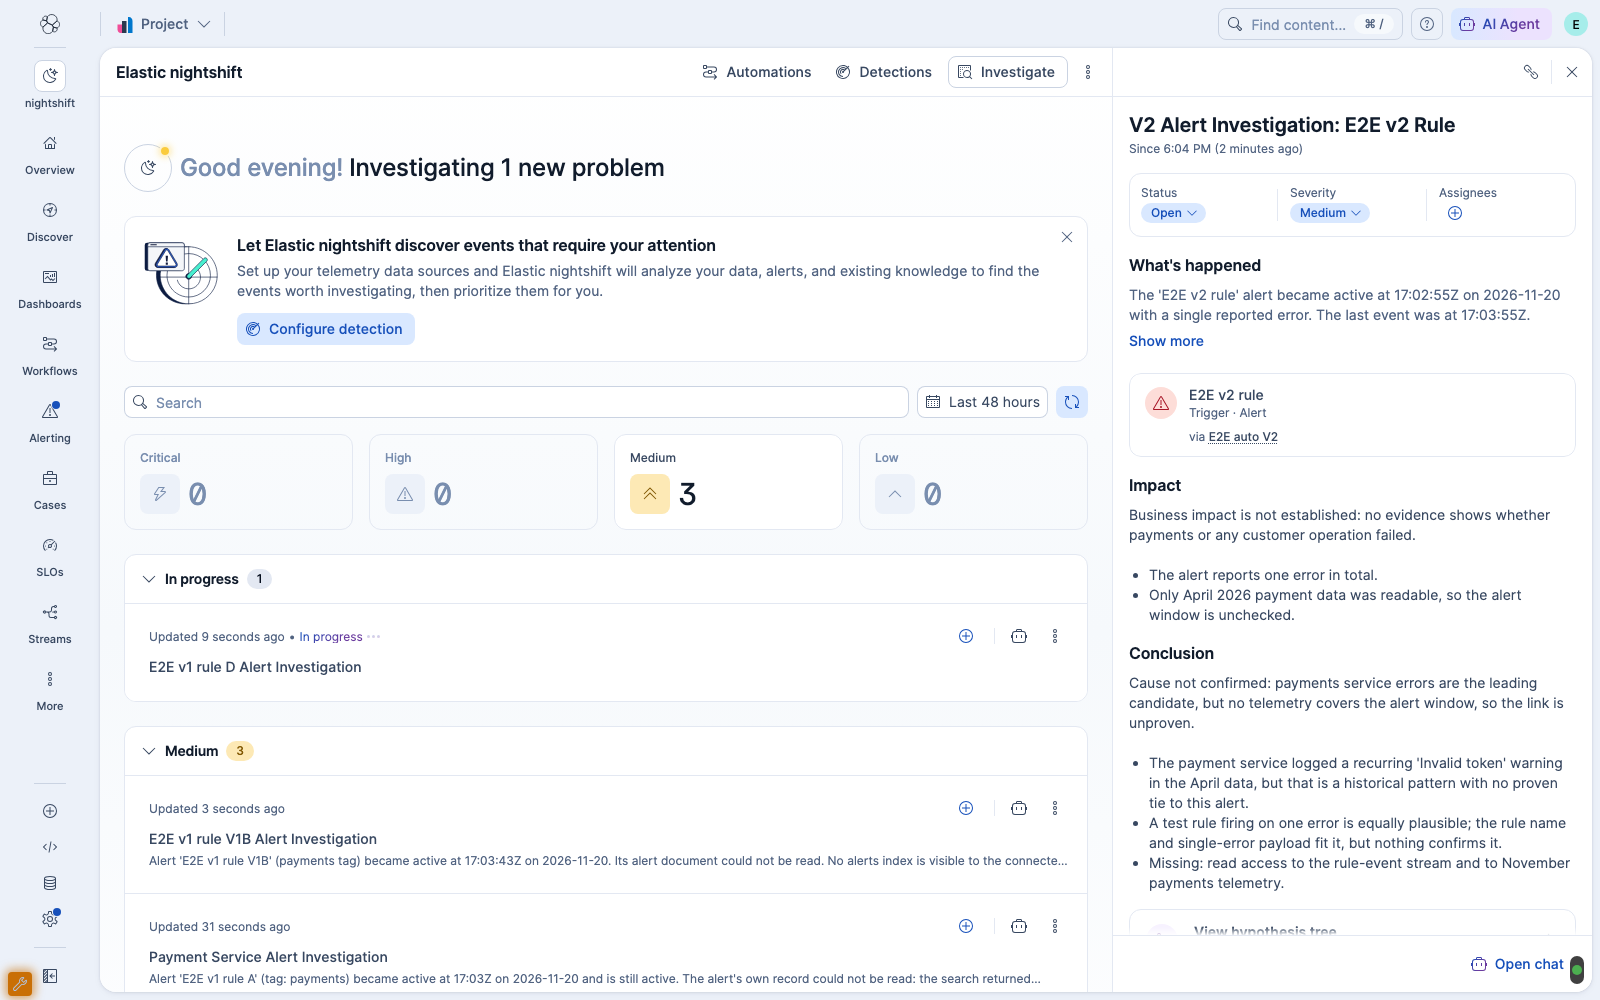 Project
Find content...
⌘ /
AI Agent
E
nightshift
Overview
Discover
Dashboards
Workflows
Alerting
Cases
SLOs
Streams
More
Elastic nightshift
Automations
Detections
Investigate
Good evening! Investigating 1 new problem
Let Elastic nightshift discover events that require your attention
Set up your telemetry data sources and Elastic nightshift will analyze your data, alerts, and existing knowledge to find the
events worth investigating, then prioritize them for you.
Configure detection
Search
Last 48 hours
Critical
0
High
0
Medium
3
Low
0
In progress 1
Updated 9 seconds ago • In progress
E2E v1 rule D Alert Investigation
Medium 3
Updated 3 seconds ago
E2E v1 rule V1B Alert Investigation
Alert 'E2E v1 rule V1B' (payments tag) became active at 17:03:43Z on 2026-11-20. Its alert document could not be read. No alerts index is visible to the connecte...
Updated 31 seconds ago
Payment Service Alert Investigation
Alert 'E2E v1 rule A' (tag: payments) became active at 17:03Z on 2026-11-20 and is still active. The alert's own record could not be read: the search returned...
V2 Alert Investigation: E2E v2 Rule
Since 6:04 PM (2 minutes ago)
Status
Open
Severity
Medium
Assignees
What's happened
The 'E2E v2 rule' alert became active at 17:02:55Z on 2026-11-20
with a single reported error. The last event was at 17:03:55Z.
Show more
E2E v2 rule
Trigger · Alert
via E2E auto V2
Impact
Business impact is not established: no evidence shows whether
payments or any customer operation failed.
• The alert reports one error in total.
• Only April 2026 payment data was readable, so the alert
window is unchecked.
Conclusion
Cause not confirmed: payments service errors are the leading
candidate, but no telemetry covers the alert window, so the link is
unproven.
• The payment service logged a recurring 'Invalid token' warning
in the April data, but that is a historical pattern with no proven
tie to this alert.
• A test rule firing on one error is equally plausible; the rule name
and single-error payload fit it, but nothing confirms it.
• Missing: read access to the rule-event stream and to November
payments telemetry.
View hypothesis tree
Open chat